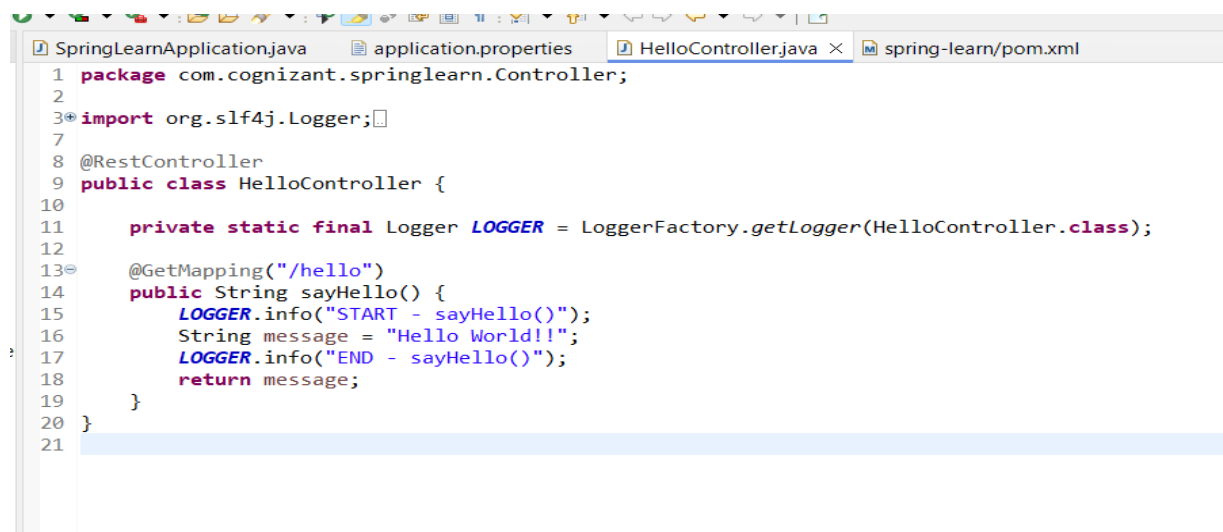 SpringLearnApplication.java application.properties HelloController.java spring-learn/pom.xml
1 package com.cognizant.springlearn.Controller;
2
3 import org.slf4j.Logger;
7
8 @RestController
9 public class HelloController {
10
11 private static final Logger LOGGER = LoggerFactory.getLogger(HelloController.class);
12
13 @GetMapping("/hello")
14 public String sayHello() {
15 LOGGER.info("START - sayHello()");
16 String message = "Hello World!!";
17 LOGGER.info("END - sayHello()");
18 return message;
19 }
20 }
21